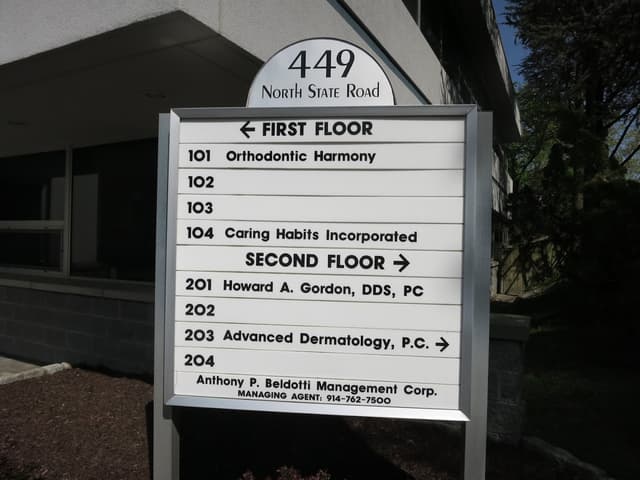 449
North State Road
← FIRST FLOOR
101 Orthodontic Harmony
102
103
104 Caring Habits Incorporated
SECOND FLOOR →
201 Howard A. Gordon, DDS, PC
202
203 Advanced Dermatology, P.C. →
204
Anthony P. Beldotti Management Corp.
MANAGING AGENT: 914-762-7500